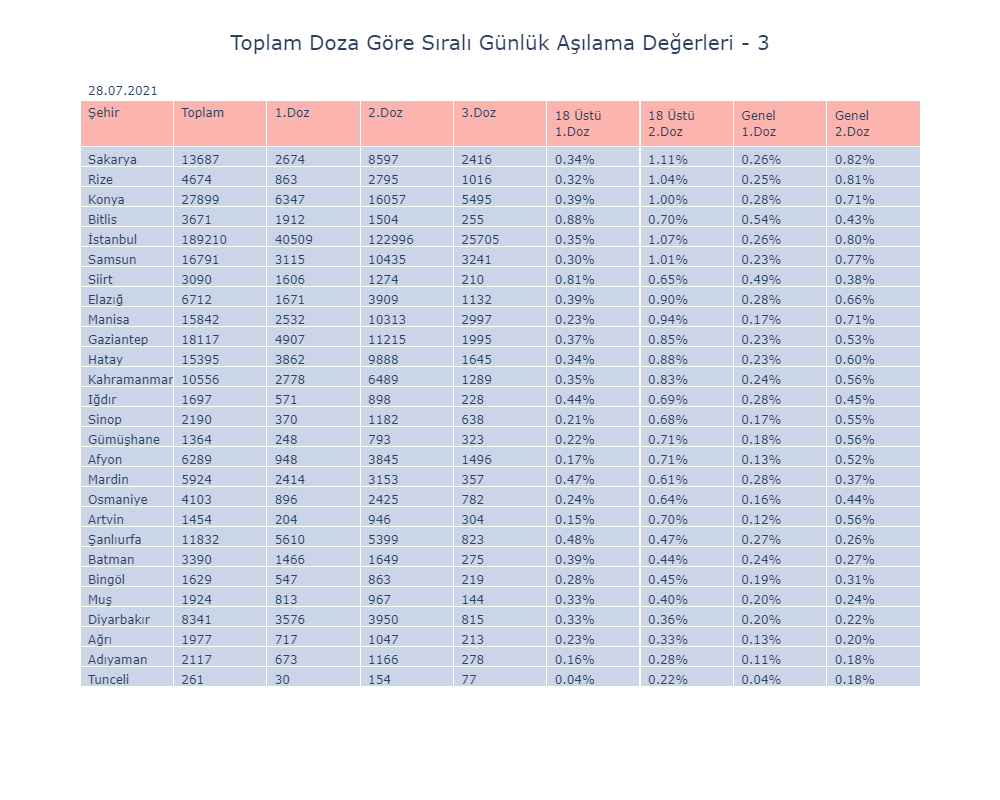 Toplam Doza Göre Sıralı Günlük Aşılama Değerleri - 3
28.07.2021
Şehir Toplam 1.Doz 2.Doz 3.Doz 18 Üstü 1.Doz 18 Üstü 2.Doz Genel 1.Doz Genel 2.Doz
Sakarya 13687 2674 8597 2416 0.34% 1.11% 0.26% 0.82%
Rize 4674 863 2795 1016 0.32% 1.04% 0.25% 0.81%
Konya 27899 6347 16057 5495 0.39% 1.00% 0.28% 0.71%
Bitlis 3671 1912 1504 255 0.88% 0.70% 0.54% 0.43%
İstanbul 189210 40509 122996 25705 0.35% 1.07% 0.26% 0.80%
Samsun 16791 3115 10435 3241 0.30% 1.01% 0.23% 0.77%
Siirt 3090 1606 1274 210 0.81% 0.65% 0.49% 0.38%
Elazığ 6712 1671 3909 1132 0.39% 0.90% 0.28% 0.66%
Manisa 15842 2532 10313 2997 0.23% 0.94% 0.17% 0.71%
Gaziantep 18117 4907 11215 1995 0.37% 0.85% 0.23% 0.53%
Hatay 15395 3862 9888 1645 0.34% 0.88% 0.23% 0.60%
Kahramanmar 10556 2778 6489 1289 0.35% 0.83% 0.24% 0.56%
Iğdır 1697 571 898 228 0.44% 0.69% 0.28% 0.45%
Sinop 2190 370 1182 638 0.21% 0.68% 0.17% 0.55%
Gümüşhane 1364 248 793 323 0.22% 0.71% 0.18% 0.56%
Afyon 6289 948 3845 1496 0.17% 0.71% 0.13% 0.52%
Mardin 5924 2414 3153 357 0.47% 0.61% 0.28% 0.37%
Osmaniye 4103 896 2425 782 0.24% 0.64% 0.16% 0.44%
Artvin 1454 204 946 304 0.15% 0.70% 0.12% 0.56%
Şanlıurfa 11832 5610 5399 823 0.48% 0.47% 0.27% 0.26%
Batman 3390 1466 1649 275 0.39% 0.44% 0.24% 0.27%
Bingöl 1629 547 863 219 0.28% 0.45% 0.19% 0.31%
Muş 1924 813 967 144 0.33% 0.40% 0.20% 0.24%
Diyarbakır 8341 3576 3950 815 0.33% 0.36% 0.20% 0.22%
Ağrı 1977 717 1047 213 0.23% 0.33% 0.13% 0.20%
Adıyaman 2117 673 1166 278 0.16% 0.28% 0.11% 0.18%
Tunceli 261 30 154 77 0.04% 0.22% 0.04% 0.18%